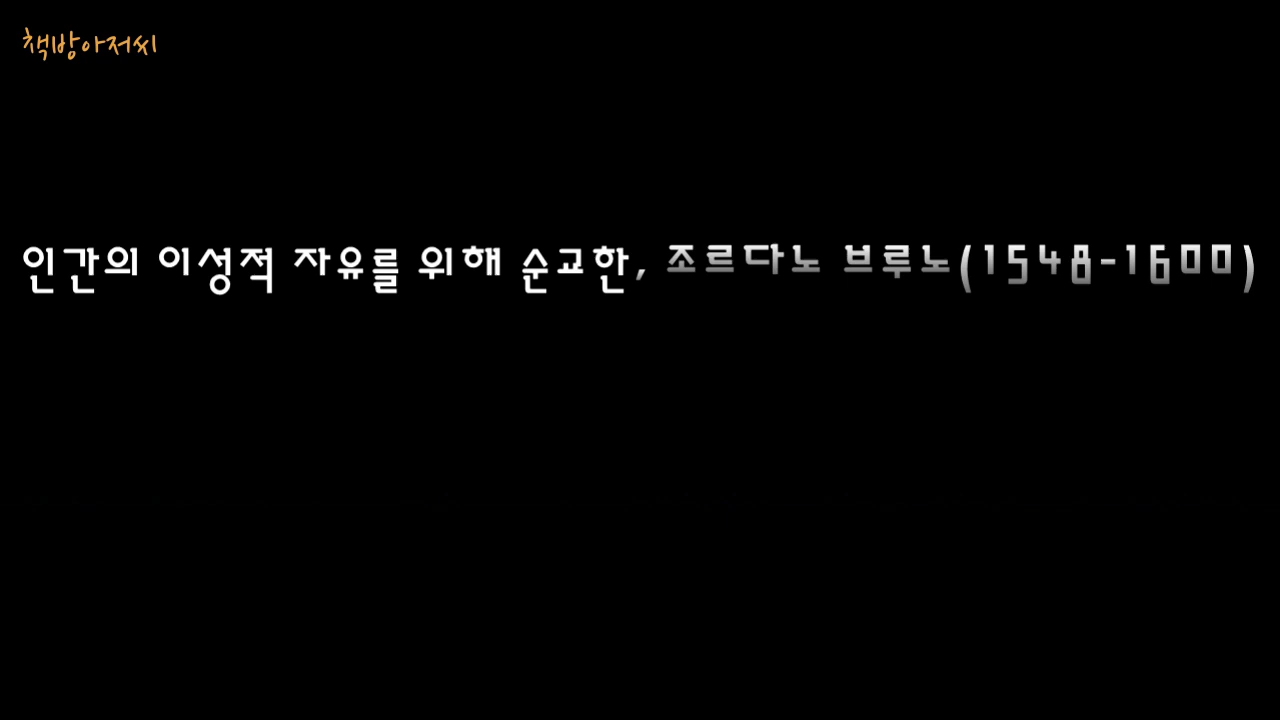 책방아저씨
인간의 이성적 자유를 위해 순교한, 조르다노 브루노(1548-1600)